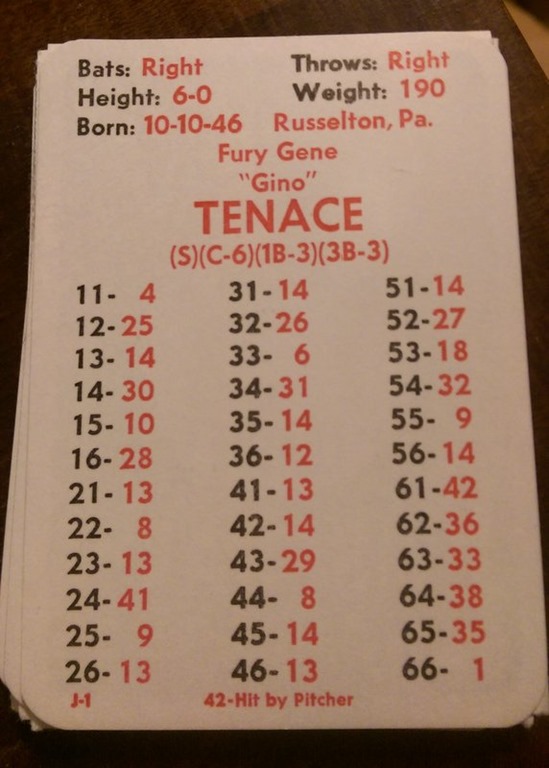 Bats: Right Throws: Right
Height: 6-0 Weight: 190
Born: 10-10-46 Russelton, Pa.
Fury Gene
"Gino"
TENACE
(S)(C-6)(1B-3)(3B-3)
11- 4 31-14 51-14
12-25 32-26 52-27
13-14 33- 6 53-18
14-30 34-31 54-32
15-10 35-14 55- 9
16-28 36-12 56-14
21-13 41-13 61-42
22- 8 42-14 62-36
23-13 43-29 63-33
24-41 44- 8 64-38
25- 9 45-14 65-35
26-13 46-13 66- 1
J-1 42-Hit by Pitcher